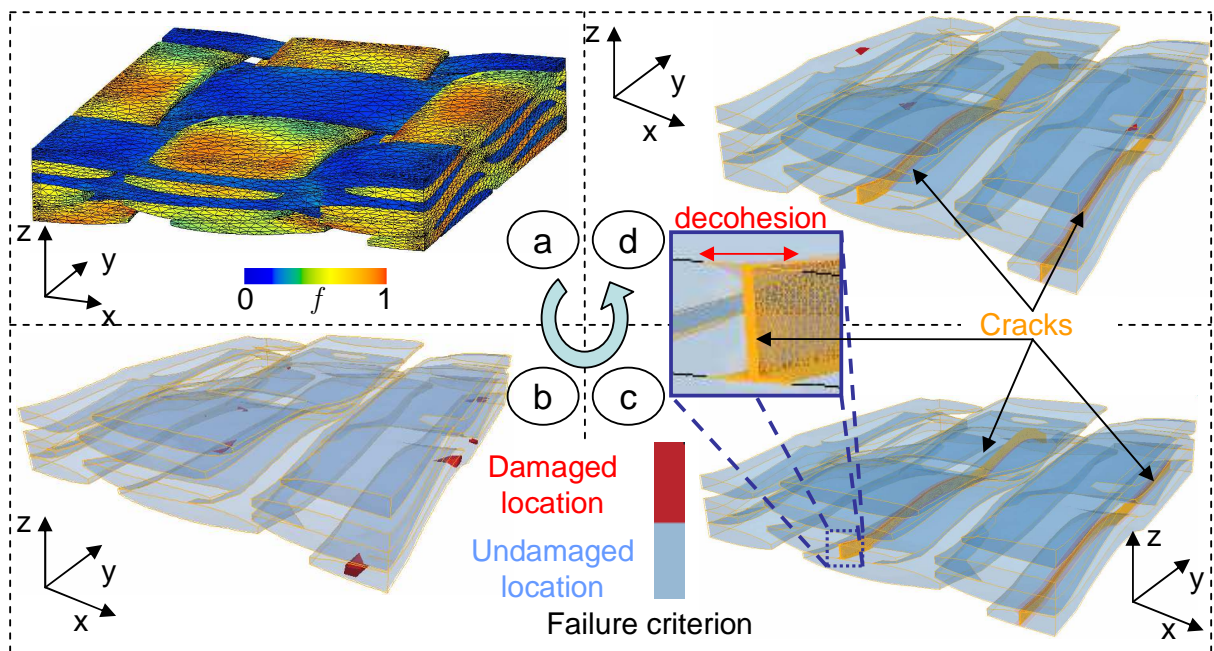 z
y
x
0
f
1
a
d
b
c
z
y
x
decohesion
Cracks
z
y
x
Damaged
location
Undamaged
location
Failure criterion
z
y
x